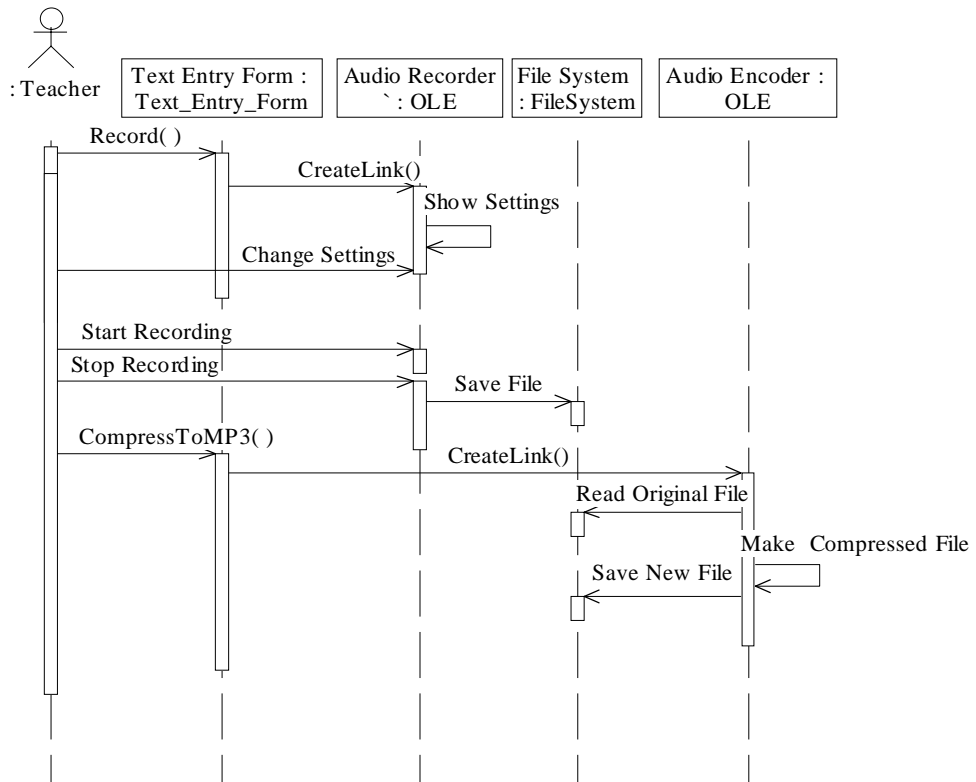 : Teacher
Text Entry Form :
Text_Entry_Form
Audio Recorder
` : OLE
File System
: FileSystem
Audio Encoder :
OLE
Record( )
CreateLink()
Show Settings
Change Settings
Start Recording
Stop Recording
Save File
CompressToMP3( )
CreateLink()
Read Original File
Make Compressed File
Save New File